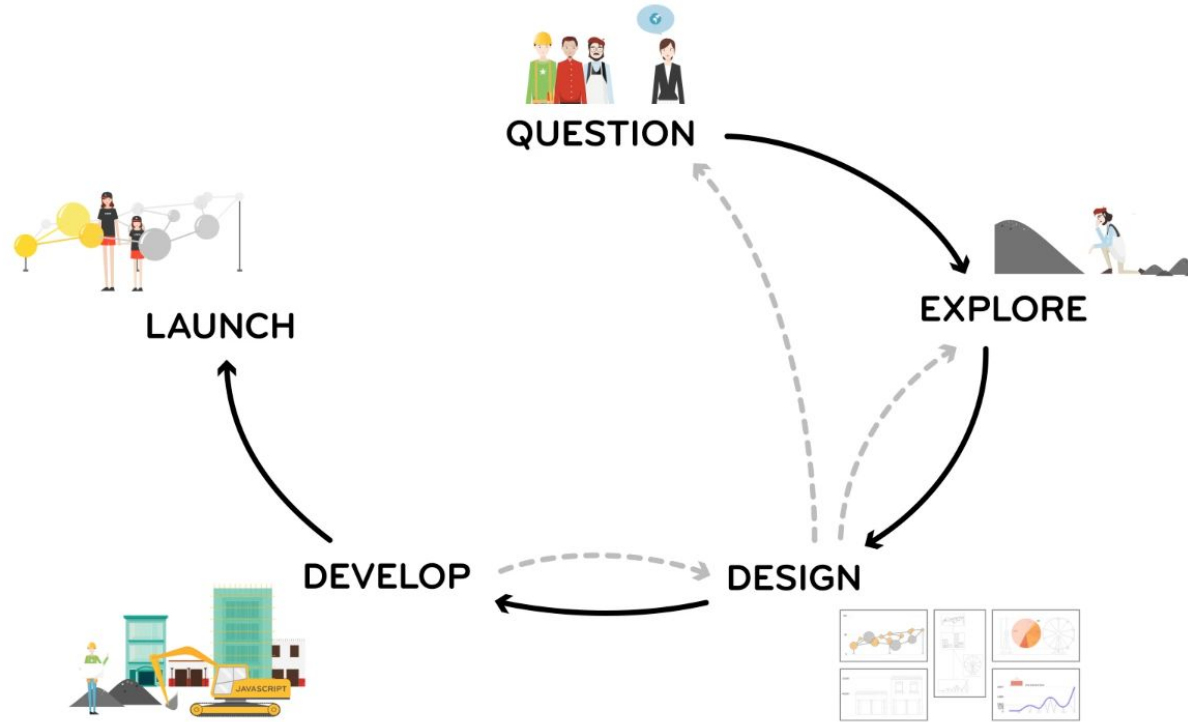 QUESTION
EXPLORE
LAUNCH
DEVELOP
DESIGN
JAVASCRIPT